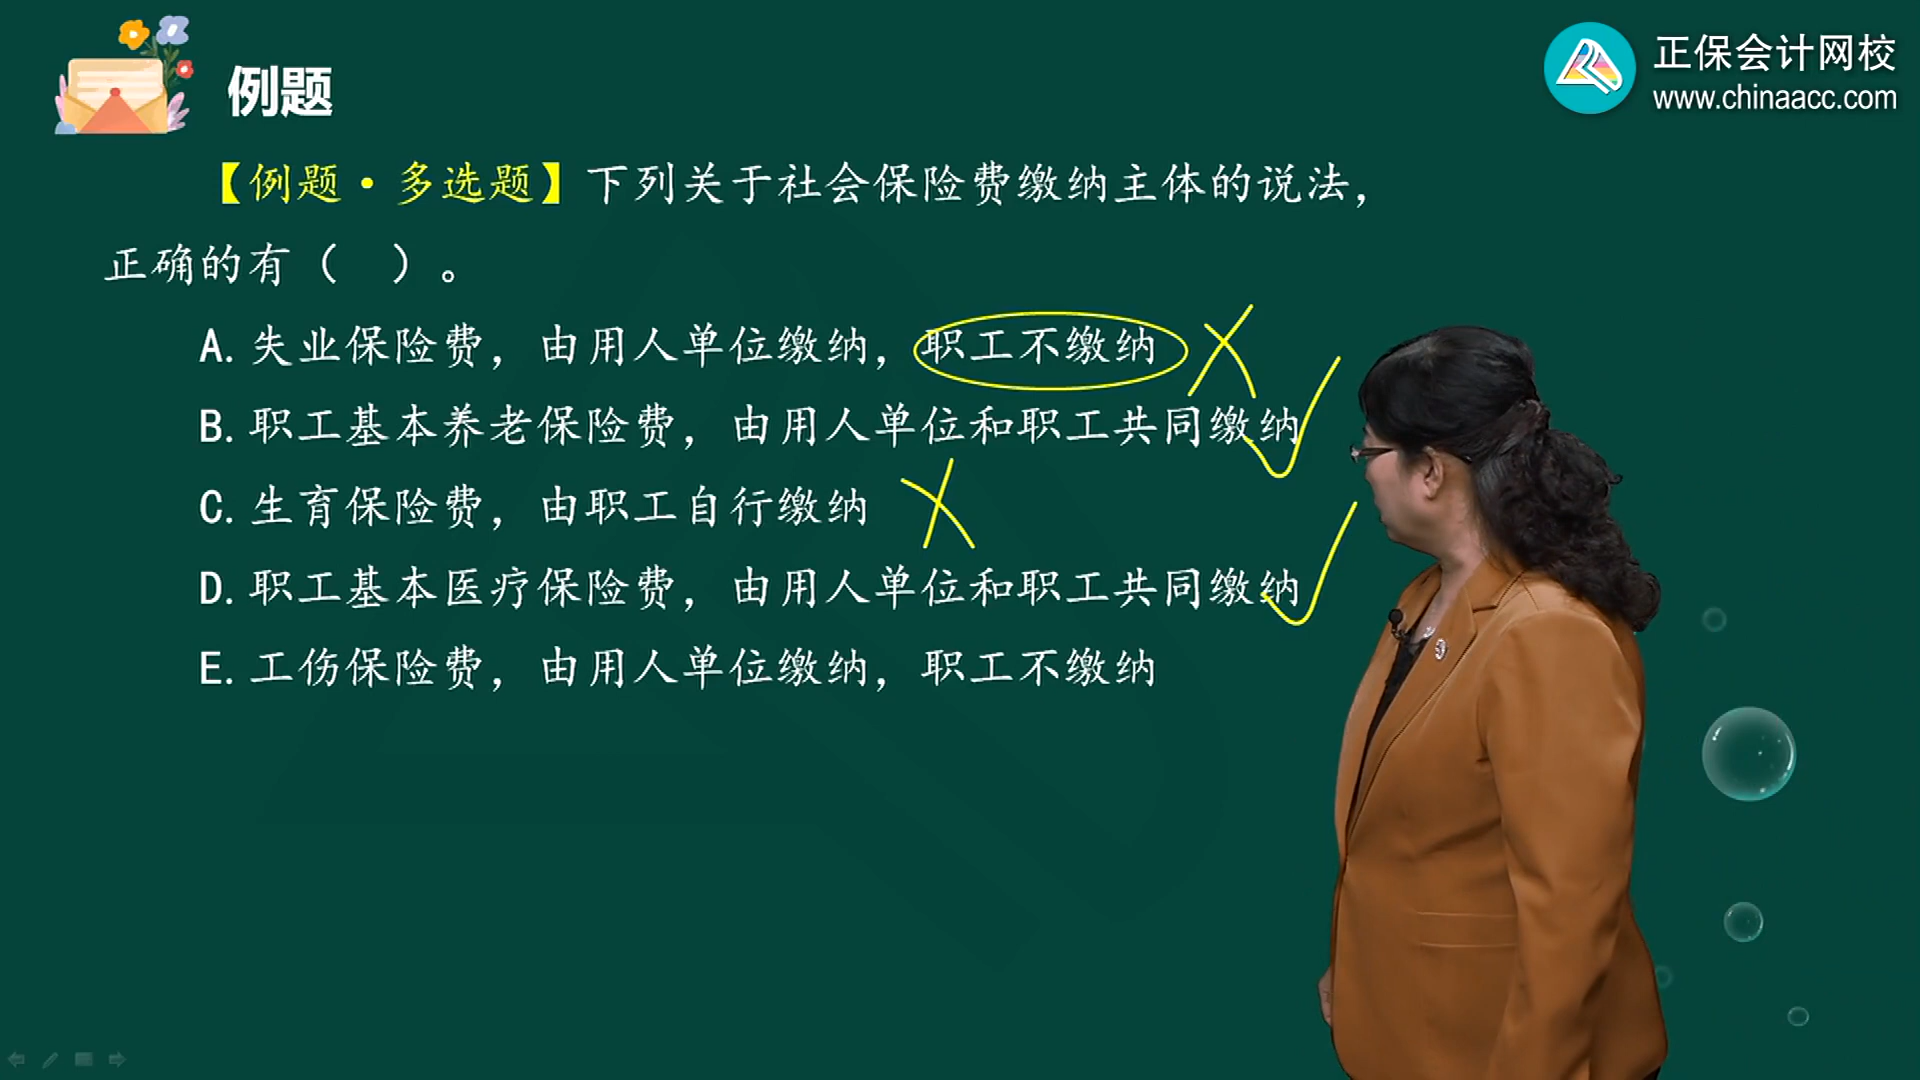 正保会计网校
www.chinaacc.com
例题
【例题·多选题】下列关于社会保险费缴纳主体的说法，
正确的有（ ）。
A. 失业保险费，由用人单位缴纳，职工不缴纳
B. 职工基本养老保险费，由用人单位和职工共同缴纳
C. 生育保险费，由职工自行缴纳
D. 职工基本医疗保险费，由用人单位和职工共同缴纳
E. 工伤保险费，由用人单位缴纳，职工不缴纳